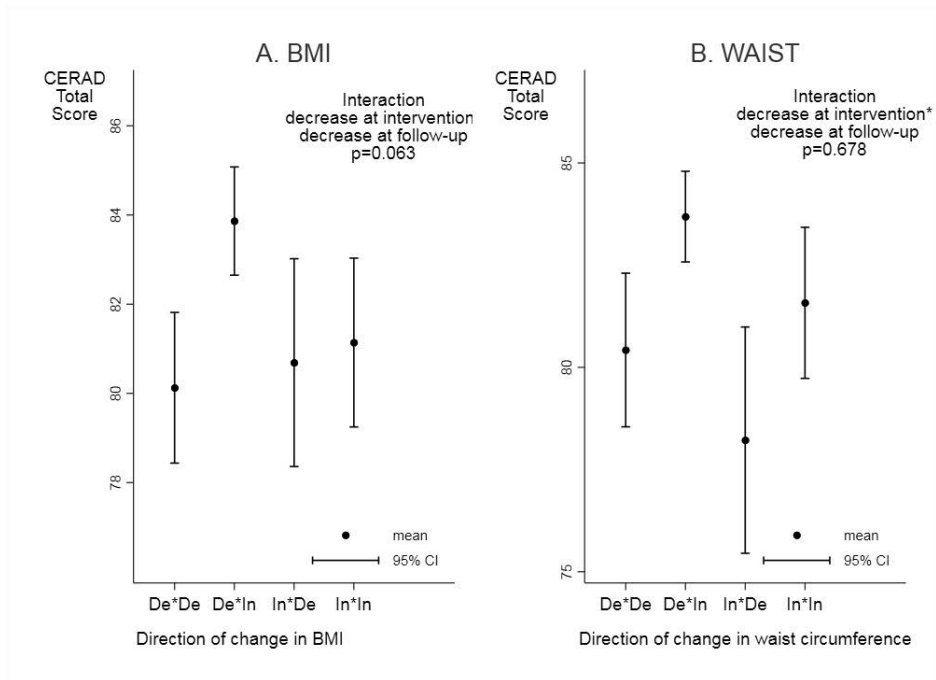 A. BMI
CERAD
Total
Score
Interaction
decrease at intervention
decrease at follow-up
p=0.063
86
84
82
80
78
mean
95% CI
De*De De*In In*De In*In
Direction of change in BMI
B. WAIST
CERAD
Total
Score
Interaction
decrease at intervention*
decrease at follow-up
p=0.678
85
80
75
mean
95% CI
De*De De*In In*De In*In
Direction of change in waist circumference